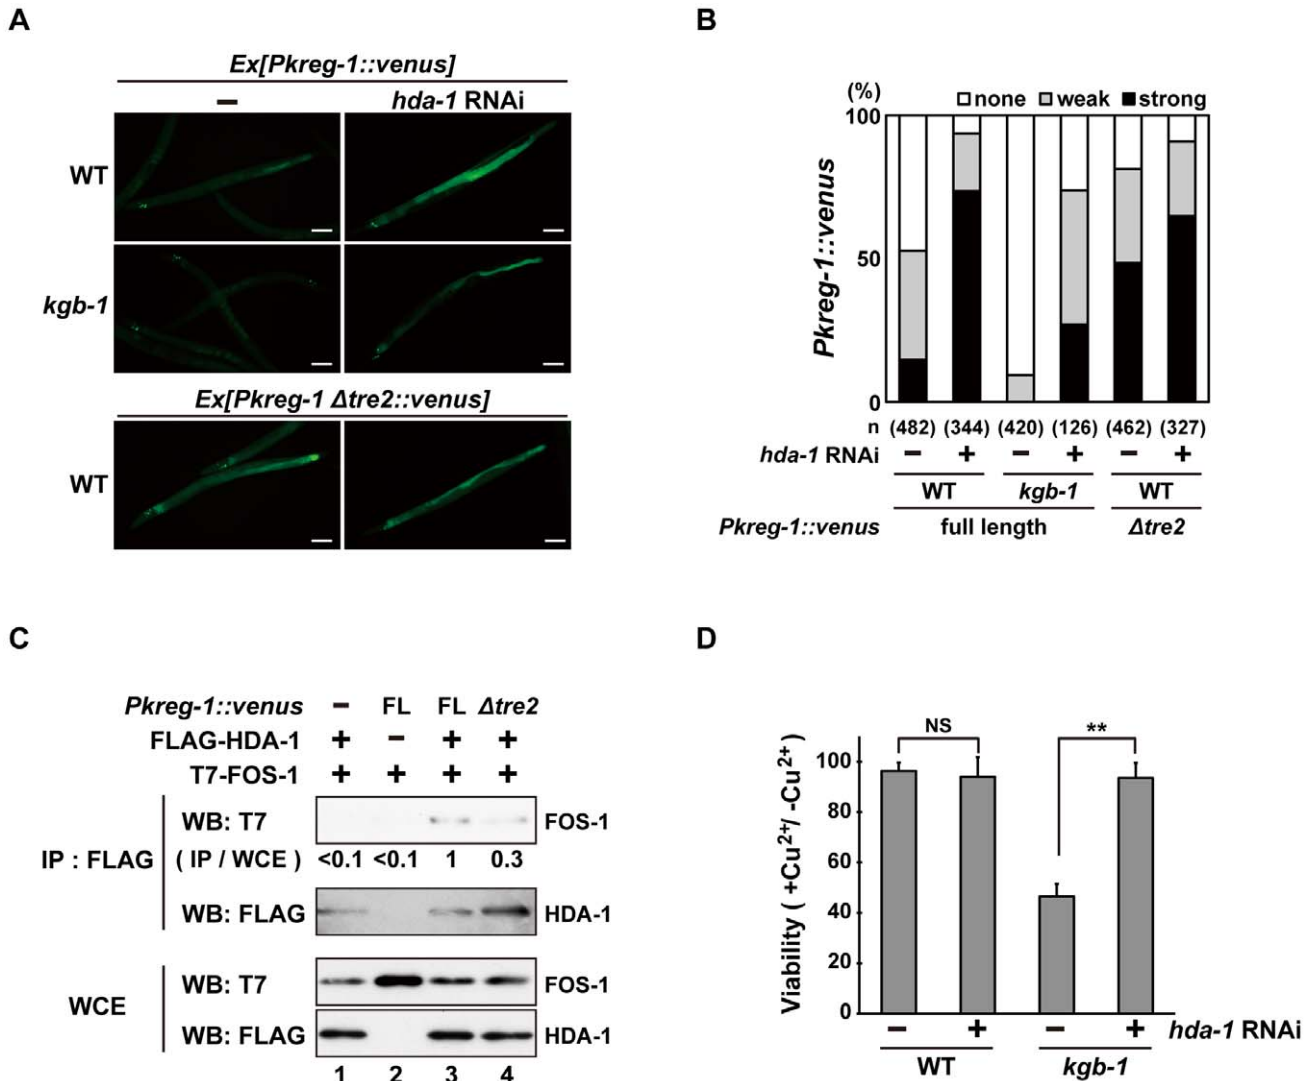 A
Ex[Pkreg-1::venus]
− hda-1 RNAi
WT
kgb-1
Ex[Pkreg-1 Δtre2::venus]
WT
B
(%) none weak strong
100
50
0
Pkreg-1::venus
n (482) (344) (420) (126) (462) (327)
hda-1 RNAi − + − + − +
WT kgb-1 WT
Pkreg-1::venus full length Δtre2
C
Pkreg-1::venus − FL FL Δtre2
FLAG-HDA-1 + − + +
T7-FOS-1 + + + +
WB: T7 FOS-1
IP : FLAG ( IP / WCE ) <0.1 <0.1 1 0.3
WB: FLAG HDA-1
WB: T7 FOS-1
WCE
WB: FLAG HDA-1
1 2 3 4
D
NS **
100
80
60
40
20
0
Viability ( +Cu2+/ -Cu2+ )
− + − + hda-1 RNAi
WT kgb-1